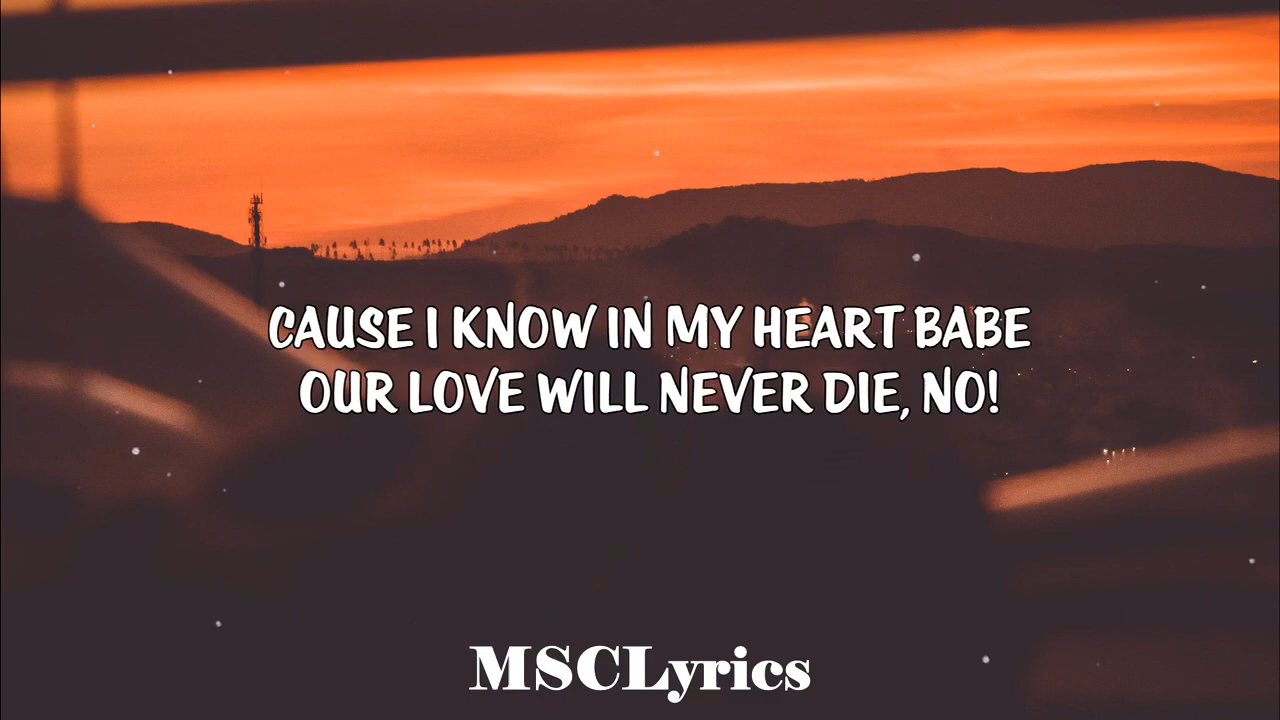 CAUSE I KNOW IN MY HEART BABE
OUR LOVE WILL NEVER DIE, NO!
MSCLyrics